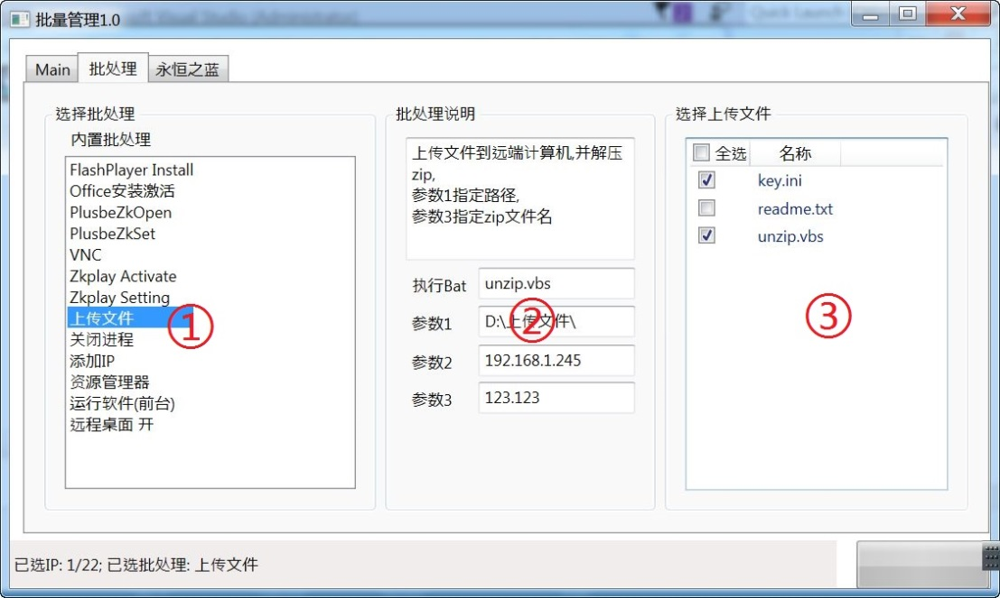 批量管理1.0
Quick Launch
Main
批处理
永恒之蓝
选择批处理
内置批处理
FlashPlayer Install
Office安装激活
PlusbeZkOpen
PlusbeZkSet
VNC
Zkplay Activate
Zkplay Setting
上传文件
①
关闭进程
添加IP
资源管理器
运行软件(前台)
远程桌面 开
批处理说明
上传文件到远端计算机,并解压
zip,
参数1指定路径,
参数3指定zip文件名
执行Bat
unzip.vbs
参数1
D:\上传文件\
②
参数2
192.168.1.245
参数3
123.123
选择上传文件
全选
名称
key.ini
readme.txt
unzip.vbs
③
已选IP: 1/22; 已选批处理: 上传文件